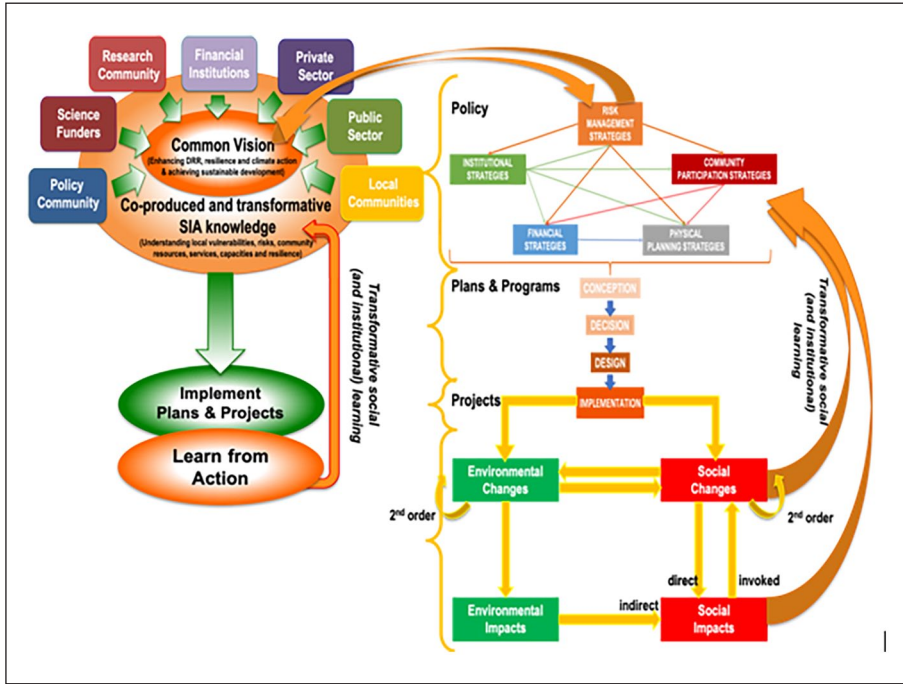 Research
Community
Financial
Institutions
Private
Sector
Science
Funders
Public
Sector
Policy
Community
Local
Communities
Common Vision
(Enhancing DRR, resilience and climate action
& achieving sustainable development)
Co-produced and transformative
SIA knowledge
(Understanding local vulnerabilities, risks, community
resources, services, capacities and resilience)
Transformative social
(and institutional) learning
Implement
Plans & Projects
Learn from
Action
Policy
RISK
MANAGEMENT
STRATEGIES
INSTITUTIONAL
STRATEGIES
COMMUNITY
PARTICIPATION STRATEGIES
FINANCIAL
STRATEGIES
PHYSICAL
PLANNING STRATEGIES
Plans & Programs
CONCEPTION
DECISION
DESIGN
Projects
IMPLEMENTATION
Transformative social
(and institutional)
learning
Environmental
Changes
Social
Changes
2nd order
2nd order
direct
invoked
Environmental
Impacts
indirect
Social
Impacts